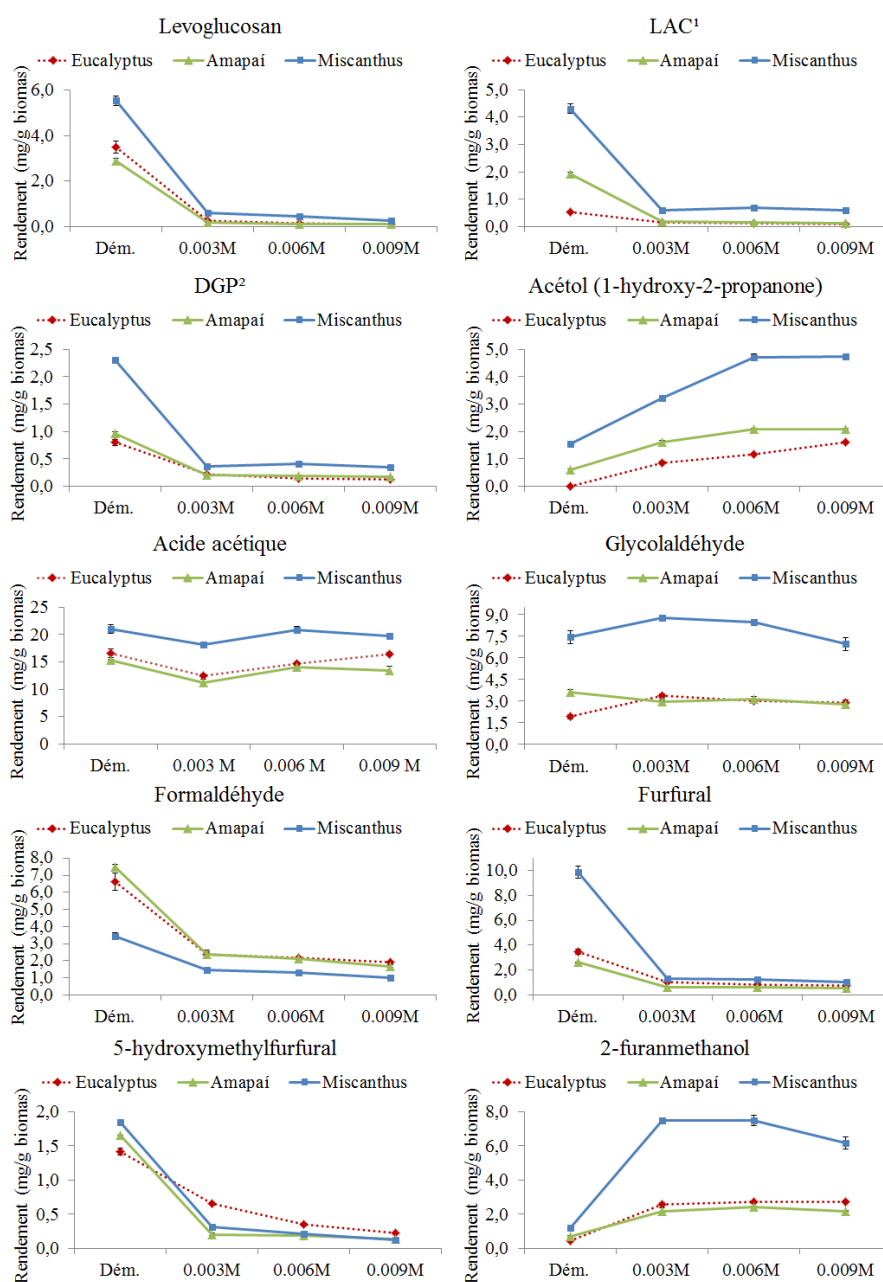 Levoglucosan
Eucalyptus Amapaí Miscanthus
Rendement (mg/g biomas)
6,0
4,0
2,0
0,0
Dém. 0.003M 0.006M 0.009M
LAC¹
Eucalyptus Amapaí Miscanthus
Rendement (mg/g biomas)
5,0
4,0
3,0
2,0
1,0
0,0
Dém. 0.003M 0.006M 0.009M
DGP²
Eucalyptus Amapaí Miscanthus
Rendement (mg/g biomas)
2,5
2,0
1,5
1,0
0,5
0,0
Dém. 0.003M 0.006M 0.009M
Acétol (1-hydroxy-2-propanone)
Eucalyptus Amapaí Miscanthus
Rendement (mg/g biomas)
5,0
4,0
3,0
2,0
1,0
0,0
Dém. 0.003M 0.006M 0.009M
Acide acétique
Eucalyptus Amapaí Miscanthus
Rendement (mg/g biomas)
25
20
15
10
5
0
Dém. 0.003 M 0.006 M 0.009 M
Glycolaldéhyde
Eucalyptus Amapaí Miscanthus
Rendement (mg/g biomas)
9,0
7,5
6,0
4,5
3,0
1,5
0,0
Dém. 0.003M 0.006M 0.009M
Formaldéhyde
Eucalyptus Amapaí Miscanthus
Rendement (mg/g biomas)
8,0
7,0
6,0
5,0
4,0
3,0
2,0
1,0
0,0
Dém. 0.003M 0.006M 0.009M
Furfural
Eucalyptus Amapaí Miscanthus
Rendement (mg/g biomas)
10,0
8,0
6,0
4,0
2,0
0,0
Dém. 0.003M 0.006M 0.009M
5-hydroxymethylfurfural
Eucalyptus Amapaí Miscanthus
Rendement (mg/g biomas)
2,0
1,5
1,0
0,5
0,0
Dém. 0.003M 0.006M 0.009M
2-furanmethanol
Eucalyptus Amapaí Miscanthus
Rendement (mg/g biomas)
8,0
6,0
4,0
2,0
0,0
Dém. 0.003M 0.006M 0.009M